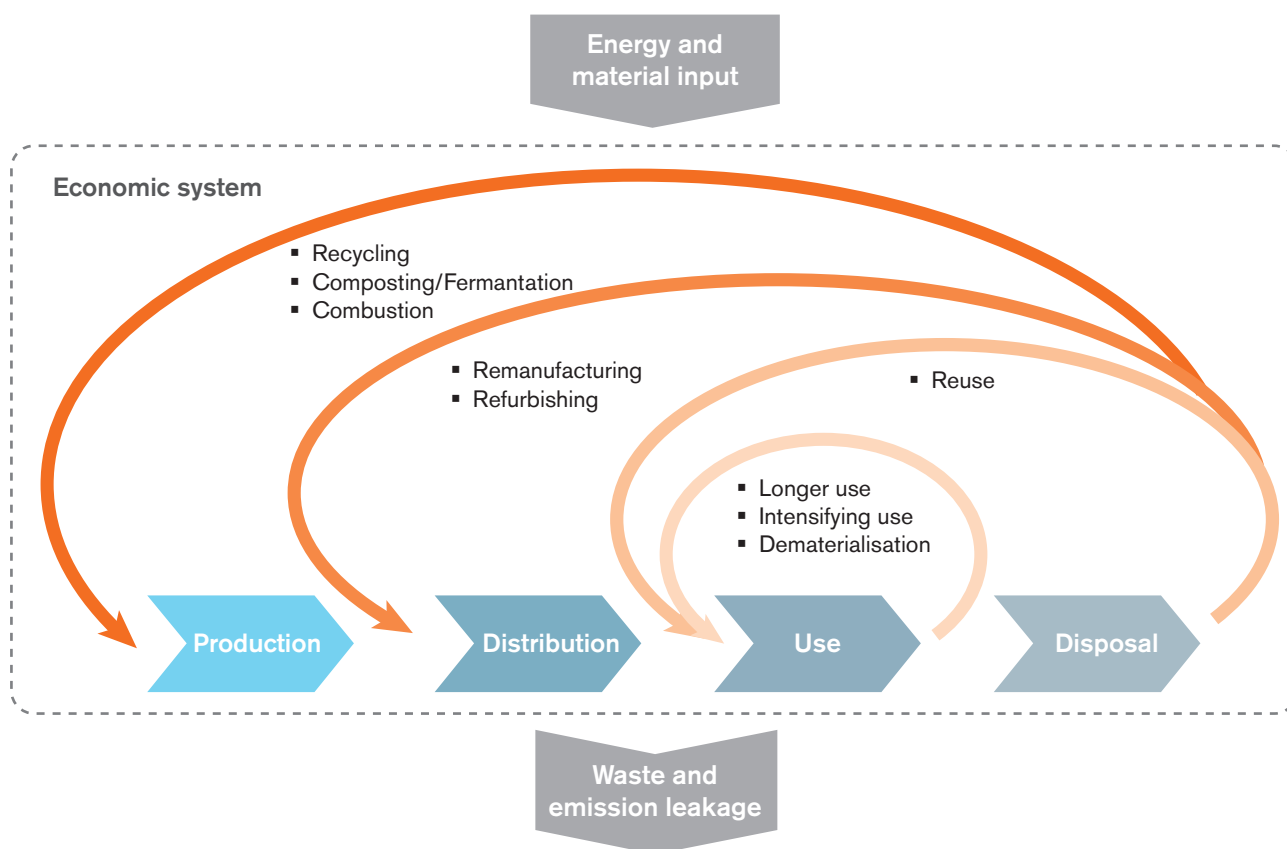 Energy and
material input
Economic system
▪ Recycling
▪ Composting/Fermantation
▪ Combustion
▪ Remanufacturing
▪ Refurbishing
▪ Reuse
▪ Longer use
▪ Intensifying use
▪ Dematerialisation
Production
Distribution
Use
Disposal
Waste and
emission leakage